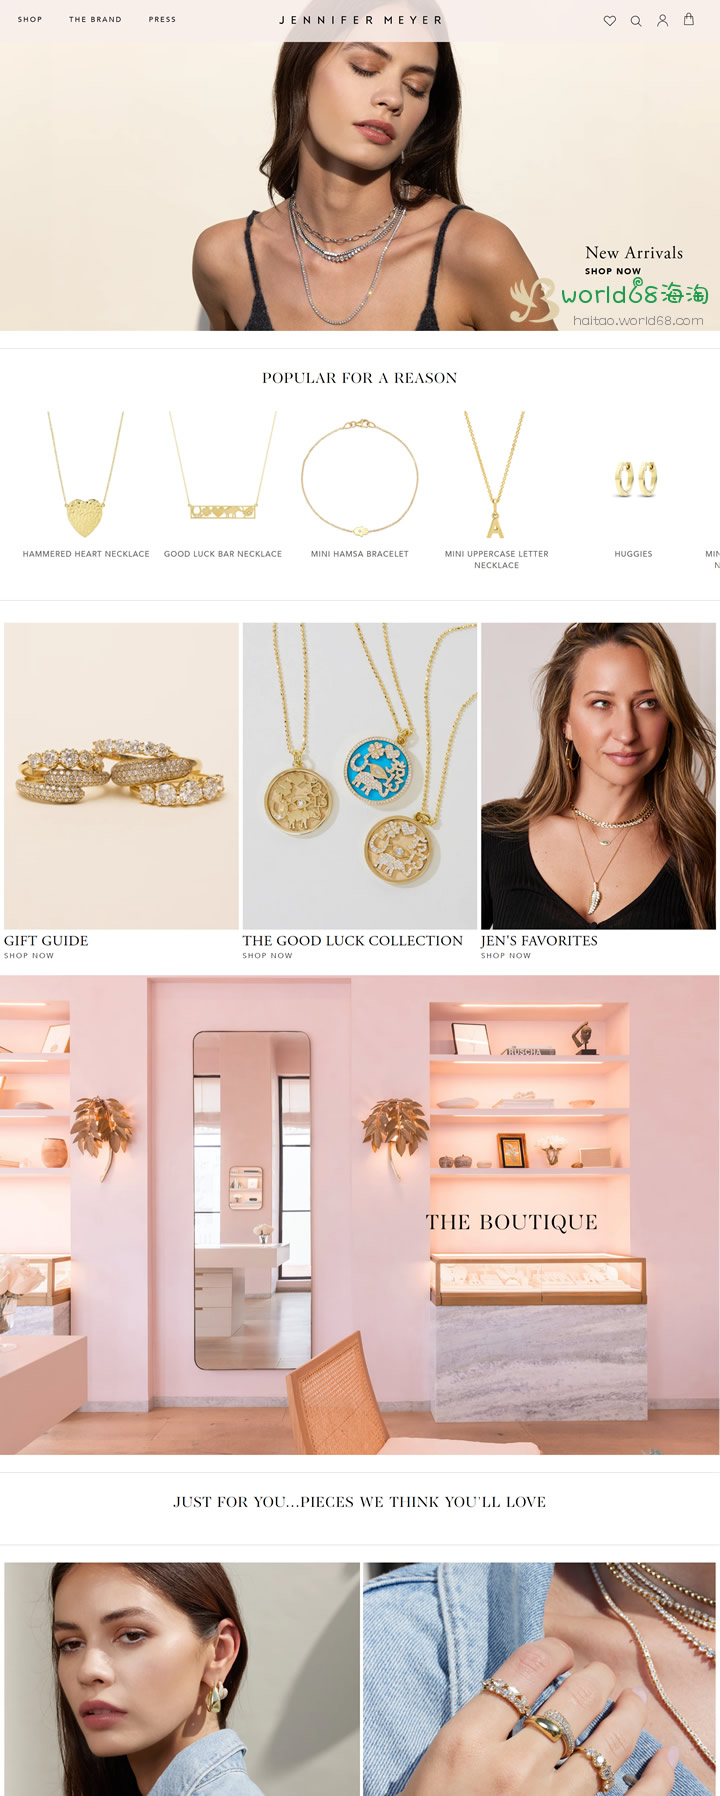 SHOP THE BRAND PRESS
JENNIFER MEYER
New Arrivals
SHOP NOW
world68海淘
haitao.world68.com
POPULAR FOR A REASON
HAMMERED HEART NECKLACE
GOOD LUCK BAR NECKLACE
MINI HAMSA BRACELET
MINI UPPERCASE LETTER
NECKLACE
HUGGIES
MIN
N
RUSCHA
GIFT GUIDE
SHOP NOW
THE GOOD LUCK COLLECTION
SHOP NOW
JEN'S FAVORITES
SHOP NOW
THE BOUTIQUE
JUST FOR YOU...PIECES WE THINK YOU'LL LOVE